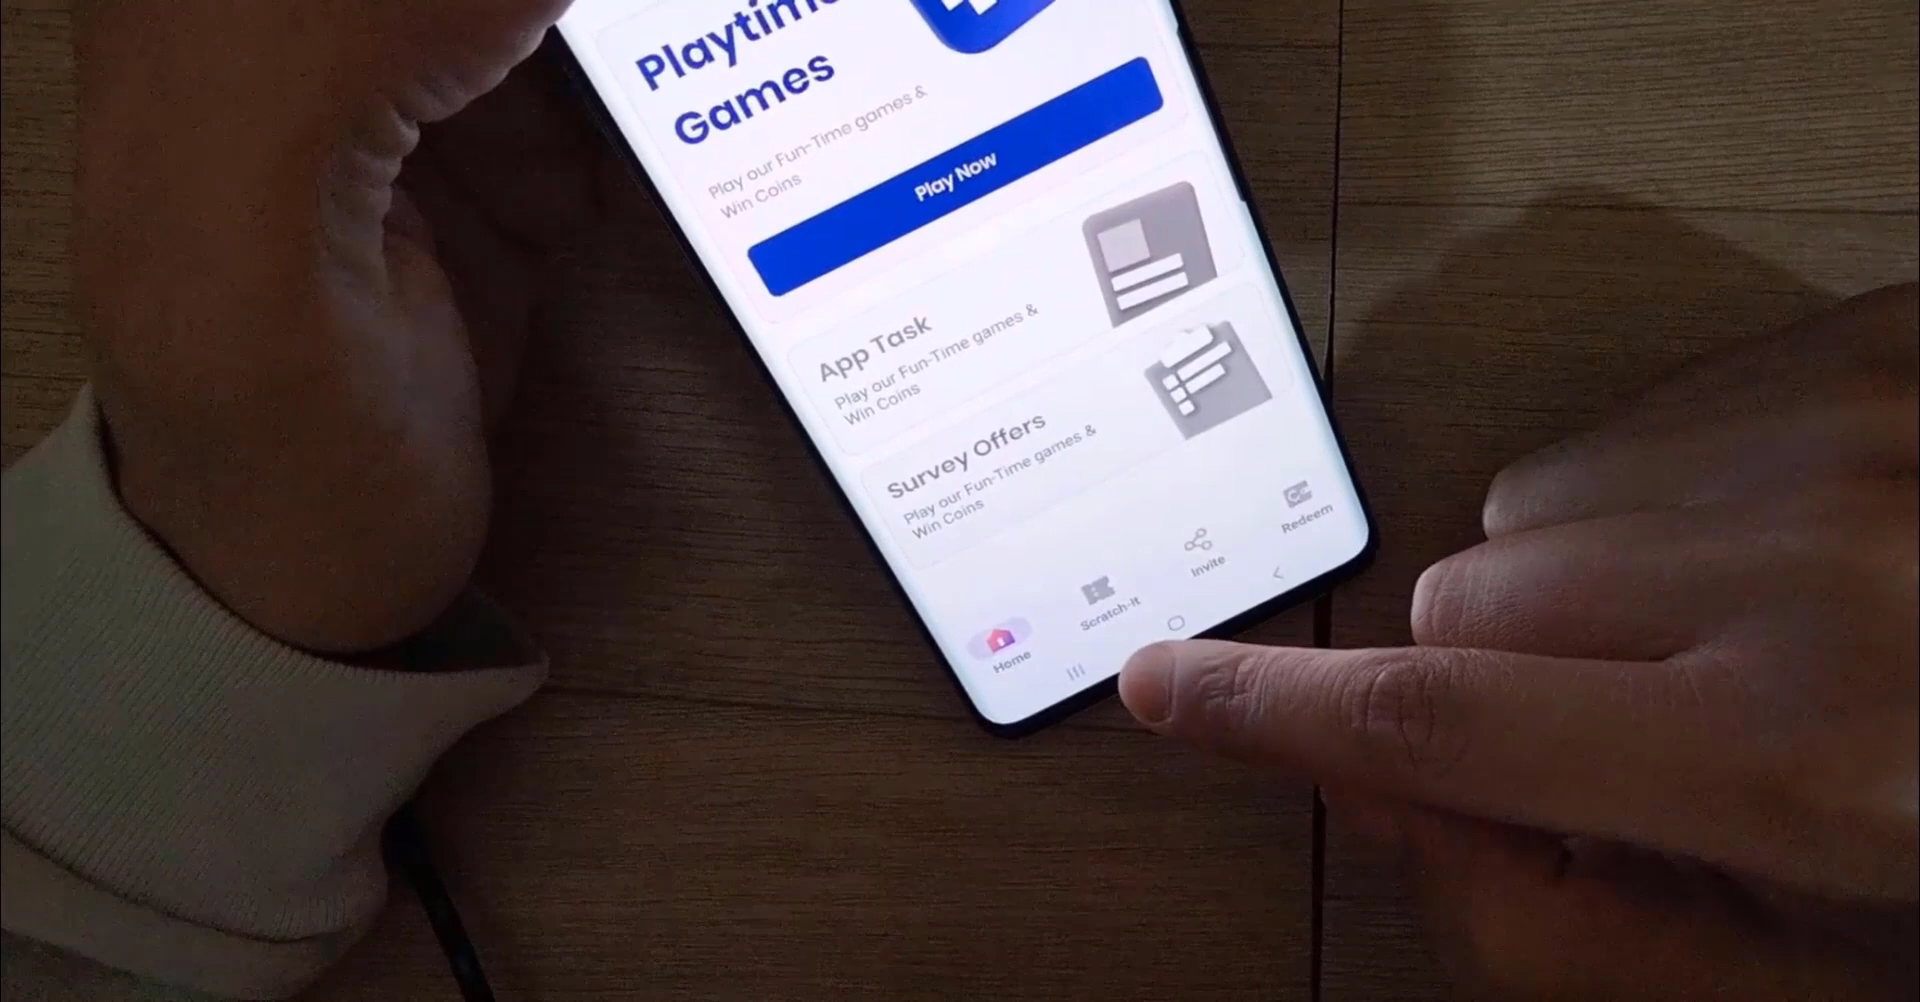 Playtime
Games
Play our Fun-Time games &
Win Coins
Play Now
App Task
Play our Fun-Time games &
Win Coins
Survey Offers
Play our Fun-Time games &
Win Coins
Home
Scratch-It
Invite
Redeem